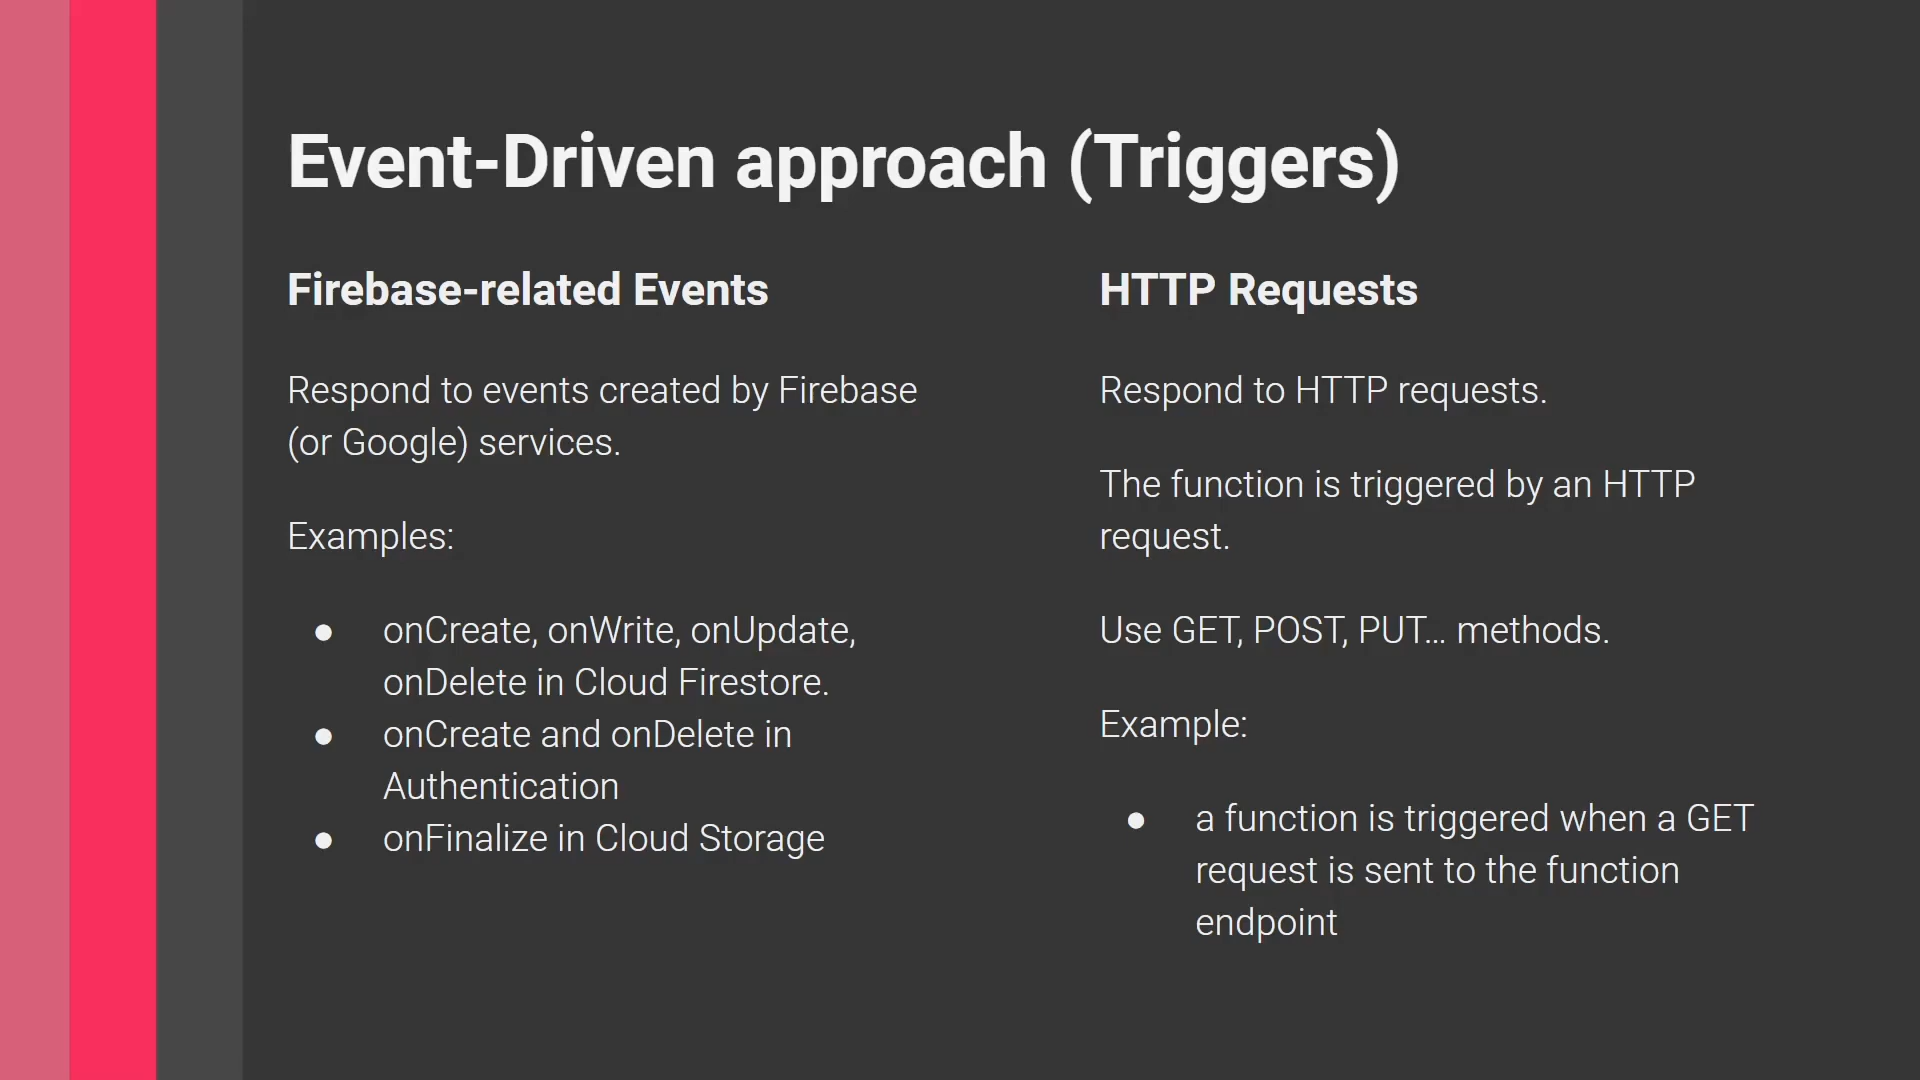 Event-Driven approach (Triggers)
Firebase-related Events
Respond to events created by Firebase
(or Google) services.
Examples:
● onCreate, onWrite, onUpdate,
onDelete in Cloud Firestore.
● onCreate and onDelete in
Authentication
● onFinalize in Cloud Storage
HTTP Requests
Respond to HTTP requests.
The function is triggered by an HTTP
request.
Use GET, POST, PUT... methods.
Example:
● a function is triggered when a GET
request is sent to the function
endpoint